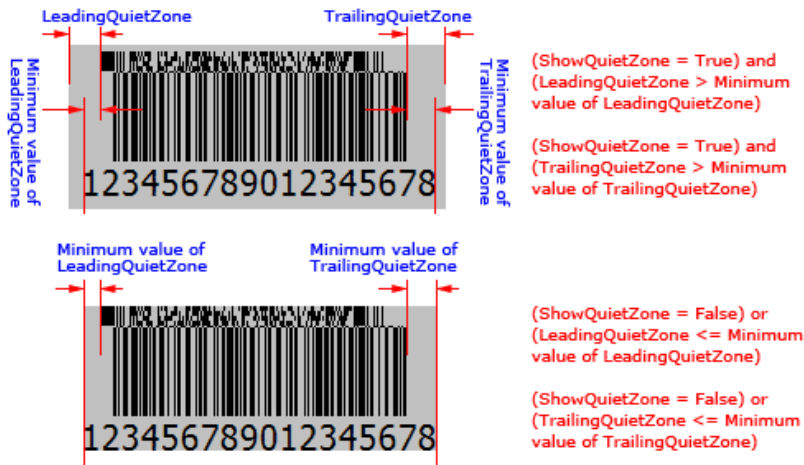 LeadingQuietZone
TrailingQuietZone
Minimum value of
LeadingQuietZone
Minimum value of
TrailingQuietZone
123456789012345678
(ShowQuietZone = True) and
(LeadingQuietZone > Minimum
value of LeadingQuietZone)
(ShowQuietZone = True) and
(TrailingQuietZone > Minimum
value of TrailingQuietZone)
Minimum value of
LeadingQuietZone
Minimum value of
TrailingQuietZone
123456789012345678
(ShowQuietZone = False) or
(LeadingQuietZone <= Minimum
value of LeadingQuietZone)
(ShowQuietZone = False) or
(TrailingQuietZone <= Minimum
value of TrailingQuietZone)